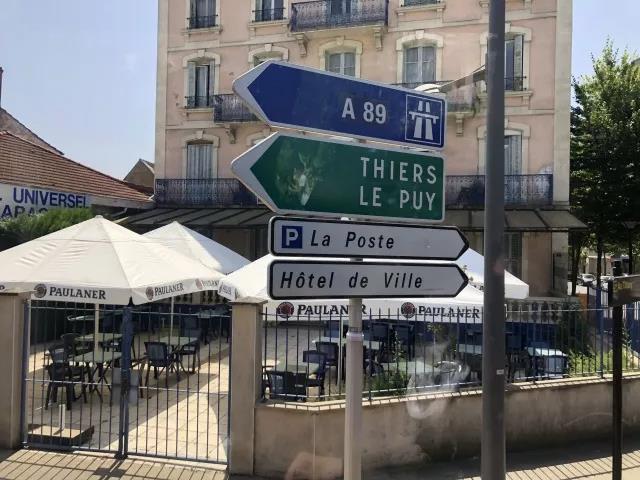 A 89
THIERS
LE PUY
P La Poste
Hôtel de Ville
UNIVERSEL
PAULANER
PAULANER
PAULANER
PAULANER